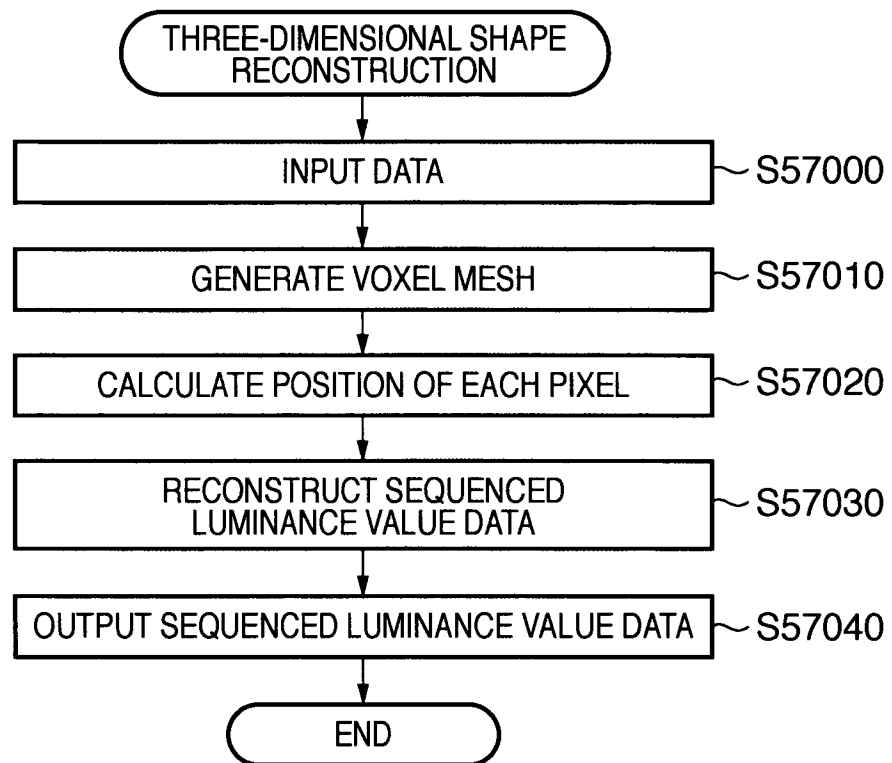 THREE-DIMENSIONAL SHAPE
RECONSTRUCTION
INPUT DATA
S57000
GENERATE VOXEL MESH
S57010
CALCULATE POSITION OF EACH PIXEL
S57020
RECONSTRUCT SEQUENCED
LUMINANCE VALUE DATA
S57030
OUTPUT SEQUENCED LUMINANCE VALUE DATA
S57040
END